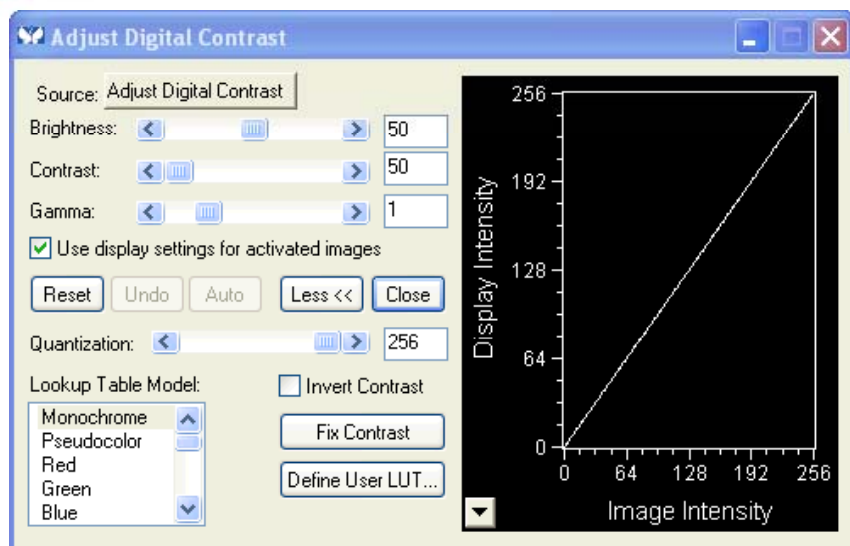 Adjust Digital Contrast
Source: Adjust Digital Contrast
Brightness: 50
Contrast: 50
Gamma: 1
Use display settings for activated images
Reset Undo Auto Less << Close
Quantization: 256
Lookup Table Model:
Invert Contrast
Monochrome
Pseudocolor
Red
Green
Blue
Fix Contrast
Define User LUT...
Display Intensity
256
192
128
64
0
0 64 128 192 256
Image Intensity